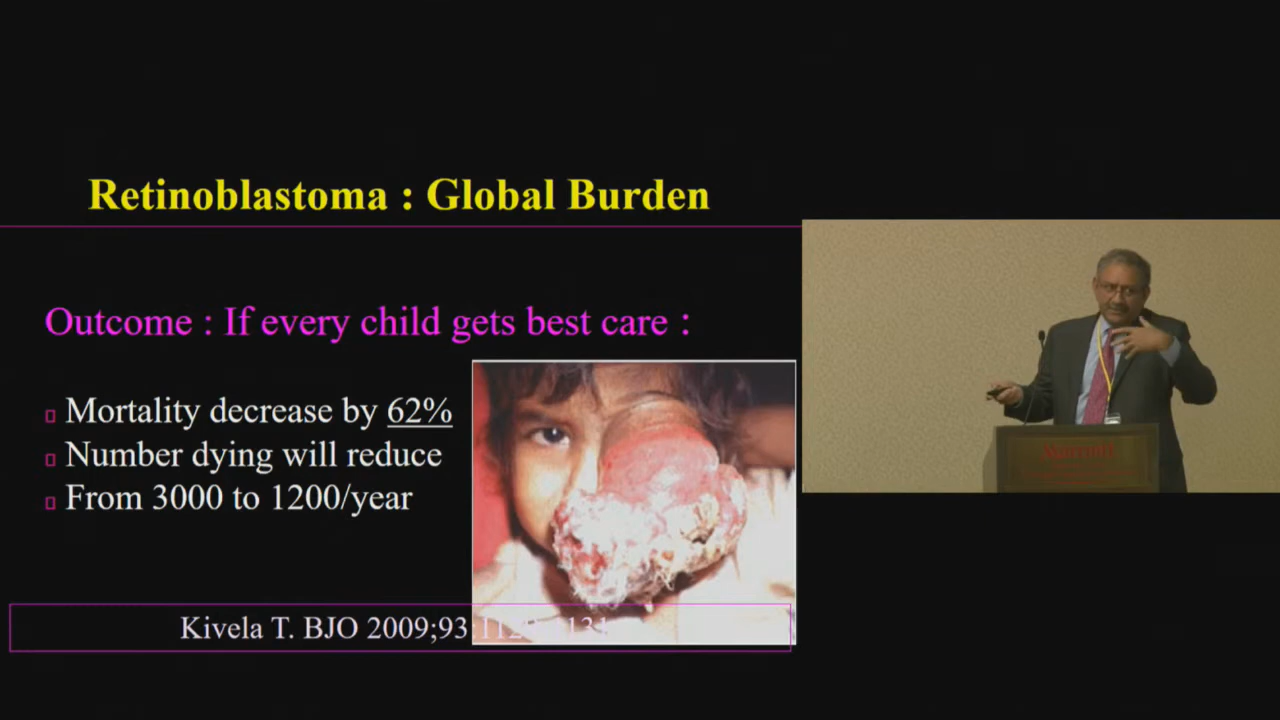 Retinoblastoma : Global Burden
Outcome : If every child gets best care :
Mortality decrease by 62%
Number dying will reduce
From 3000 to 1200/year
Kivela T. BJO 2009;93
Marriott